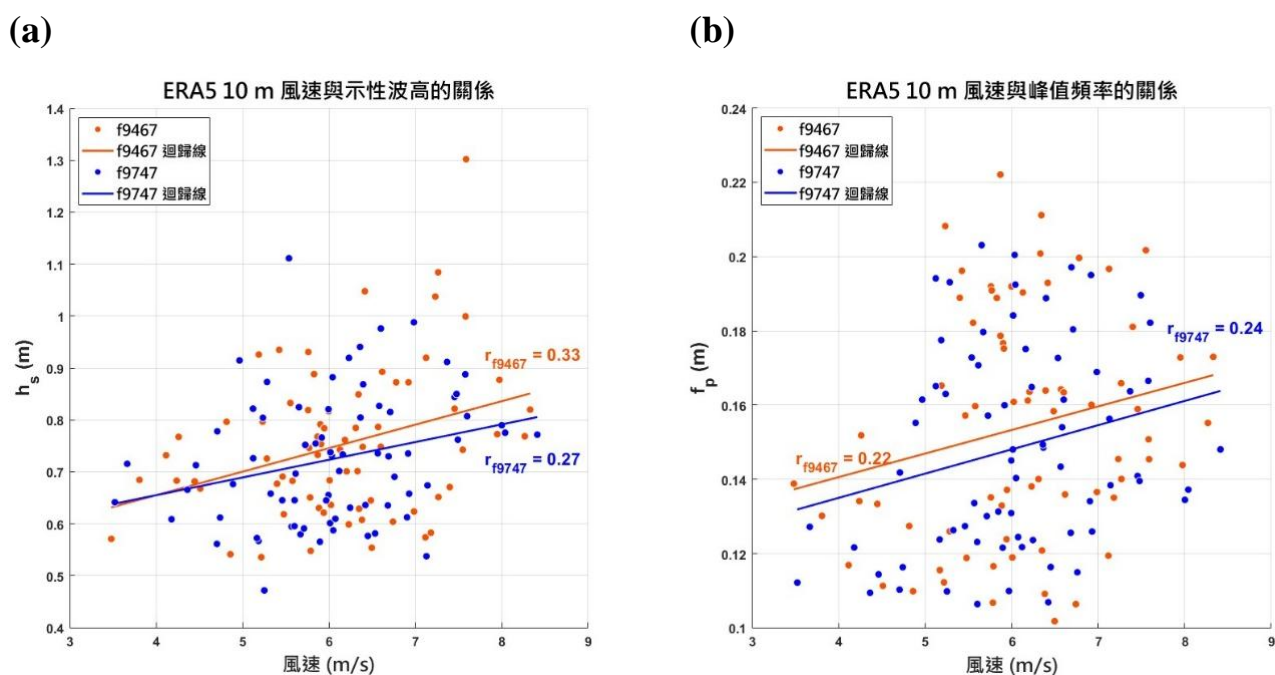 (a)
ERA5 10 m 風速與示性波高的關係
1.4
1.3
1.2
1.1
1
0.9
0.8
0.7
0.6
0.5
0.4
h_s (m)
f9467
f9467 迴歸線
f9747
f9747 迴歸線
r_f9467 = 0.33
r_f9747 = 0.27
3 4 5 6 7 8 9
風速 (m/s)
(b)
ERA5 10 m 風速與峰值頻率的關係
0.24
0.22
0.2
0.18
0.16
0.14
0.12
0.1
f_p (m)
f9467
f9467 迴歸線
f9747
f9747 迴歸線
r_f9747 = 0.24
r_f9467 = 0.22
3 4 5 6 7 8 9
風速 (m/s)